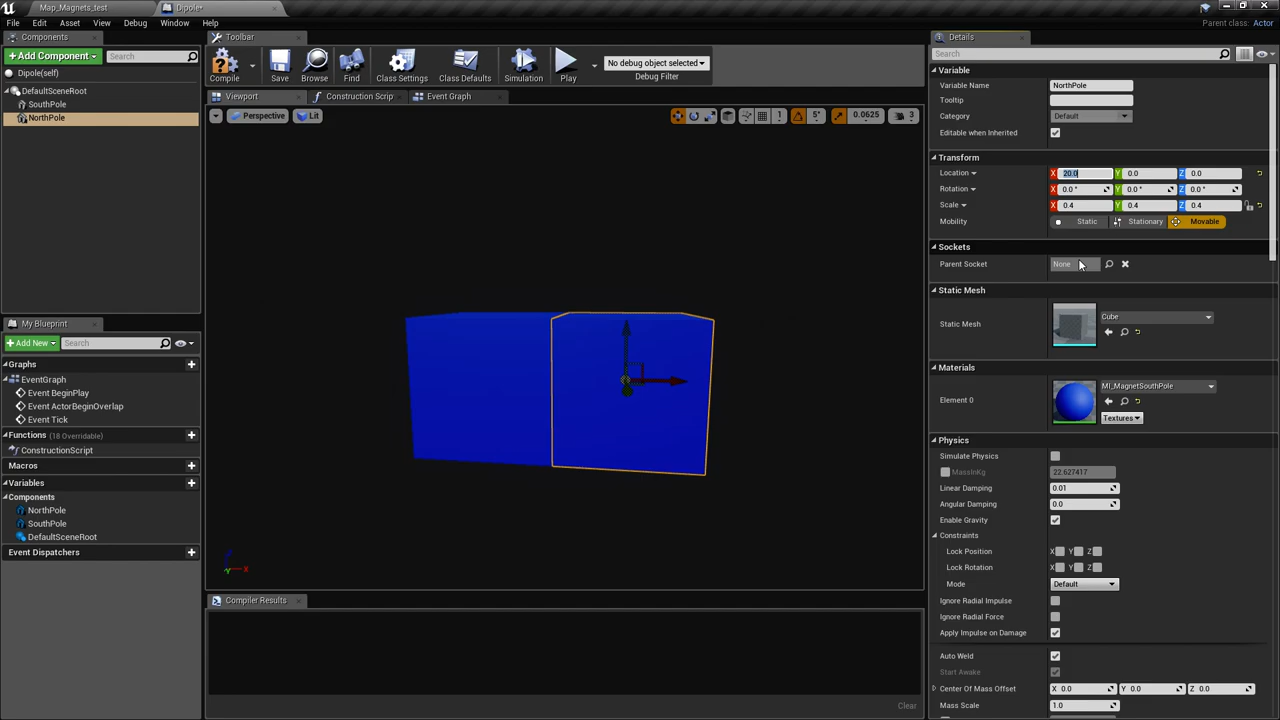 Map_Magnets_test
Dipole*
File Edit Asset View Debug Window Help
Parent class: Actor
Components
Add Component
Search
Dipole(self)
DefaultSceneRoot
SouthPole
NorthPole
My Blueprint
Add New
Search
Graphs
EventGraph
Event BeginPlay
Event ActorBeginOverlap
Event Tick
Functions (18 Overridable)
ConstructionScript
Macros
Variables
Components
NorthPole
SouthPole
DefaultSceneRoot
Event Dispatchers
Toolbar
Compile Save Browse Find Class Settings Class Defaults Simulation Play
No debug object selected
Debug Filter
Viewport Construction Scrip Event Graph
Perspective Lit
1 5° 0.0625 3
Compiler Results
Clear
Details
Search
Variable
Variable Name NorthPole
Tooltip
Category Default
Editable when Inherited
Transform
Location X 20.0 Y 0.0 Z 0.0
Rotation X 0.0 ° Y 0.0 ° Z 0.0 °
Scale X 0.4 Y 0.4 Z 0.4
Mobility Static Stationary Movable
Sockets
Parent Socket None
Static Mesh
Static Mesh Cube
Materials
Element 0 MI_MagnetSouthPole
Textures
Physics
Simulate Physics
MassInKg 22.627417
Linear Damping 0.01
Angular Damping 0.0
Enable Gravity
Constraints
Lock Position X Y Z
Lock Rotation X Y Z
Mode Default
Ignore Radial Impulse
Ignore Radial Force
Apply Impulse on Damage
Auto Weld
Start Awake
Center Of Mass Offset X 0.0 Y 0.0 Z 0.0
Mass Scale 1.0